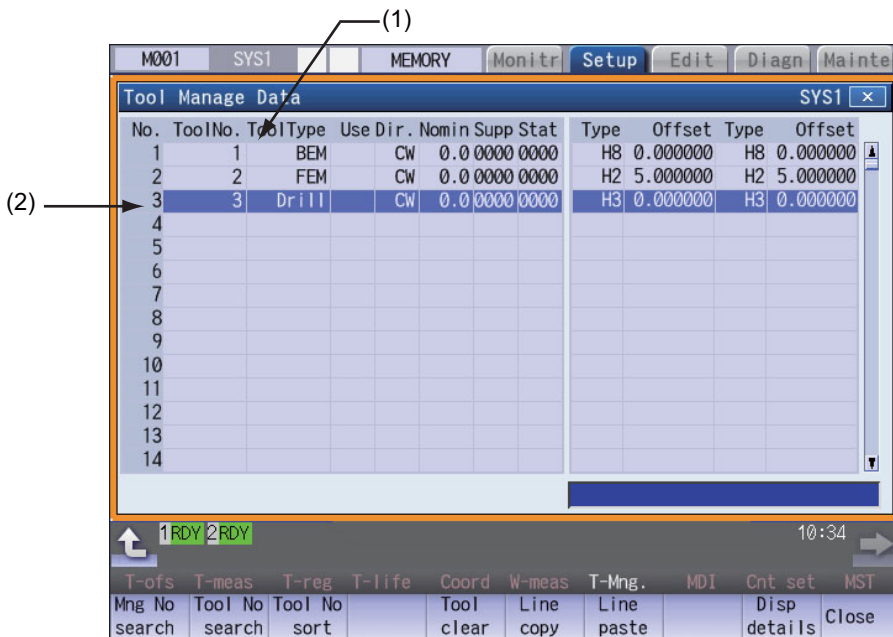 (1)
M001 SYS1 MEMORY Monitr Setup Edit Diagn Mainte
Tool Manage Data SYS1 ×
No. ToolNo. ToolType Use Dir. Nomin Supp Stat Type Offset Type Offset
1 1 BEM CW 0.0 0000 0000 H8 0.000000 H8 0.000000
2 2 FEM CW 0.0 0000 0000 H2 5.000000 H2 5.000000
(2)
3 3 Drill CW 0.0 0000 0000 H3 0.000000 H3 0.000000
4
5
6
7
8
9
10
11
12
13
14
1 RDY 2 RDY 10:34
T-ofs T-meas T-reg T-life Coord W-meas T-Mng. MDI Cnt set MST
Mng No Tool No Tool No Tool Line Line Disp Close
search search sort clear copy paste details